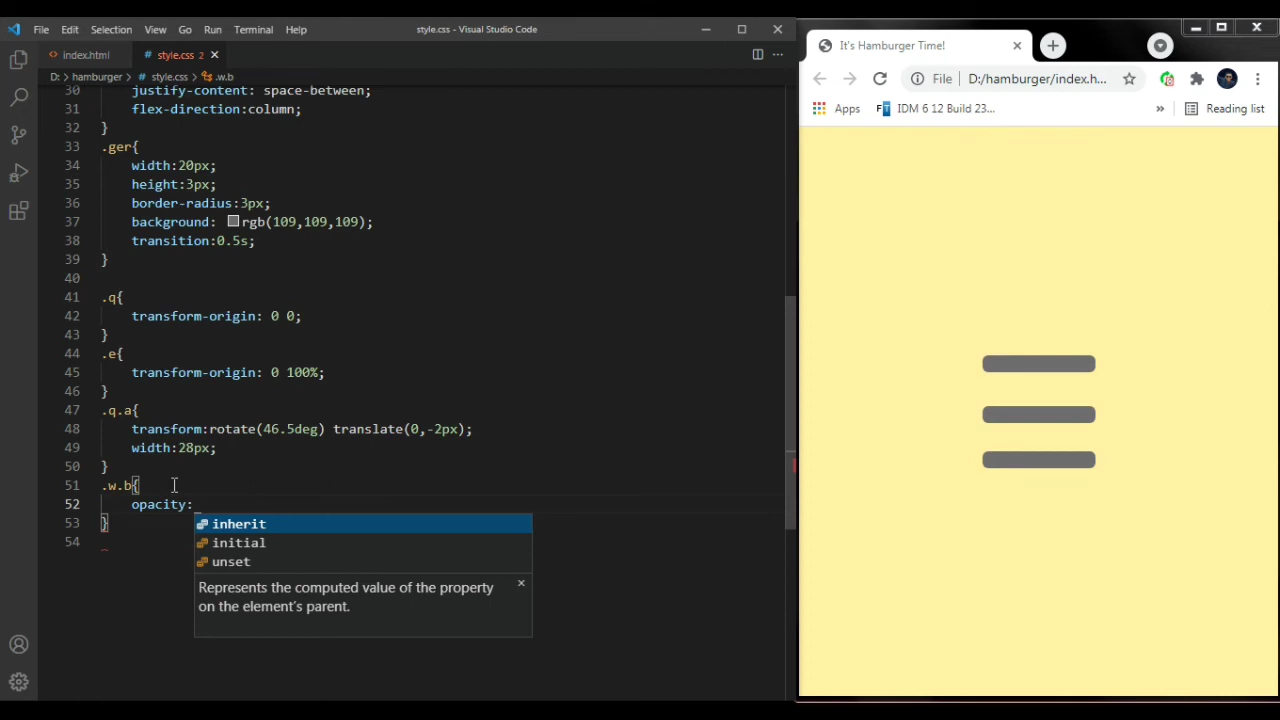 File Edit Selection View Go Run Terminal Help
style.css - Visual Studio Code
index.html
style.css 2
D: > hamburger > style.css > .w.b
30 justify-content: space-between;
31 flex-direction:column;
32 }
33 .ger{
34 width:20px;
35 height:3px;
36 border-radius:3px;
37 background: rgb(109,109,109);
38 transition:0.5s;
39 }
40
41 .q{
42 transform-origin: 0 0;
43 }
44 .e{
45 transform-origin: 0 100%;
46 }
47 .q.a{
48 transform:rotate(46.5deg) translate(0,-2px);
49 width:28px;
50 }
51 .w.b{
52 opacity:
53 }
54
inherit
initial
unset
Represents the computed value of the property
on the element's parent.
It's Hamburger Time!
File D:/hamburger/index.h...
Apps
IDM 6 12 Build 23...
»
Reading list